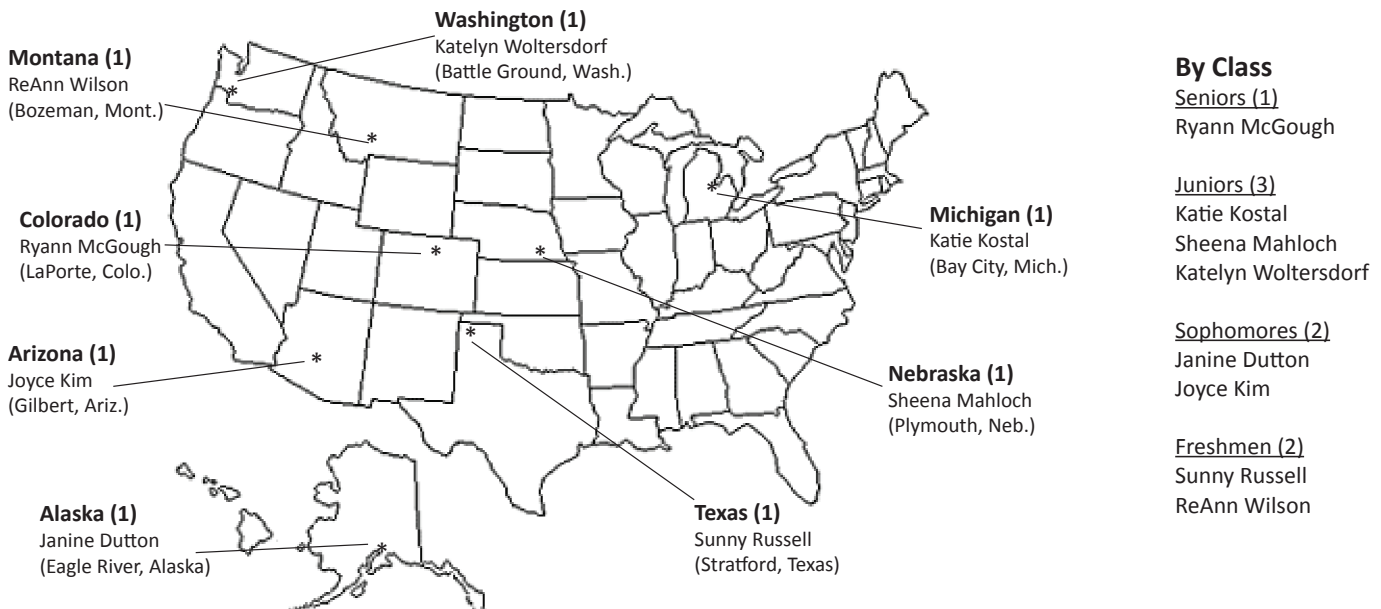 Washington (1)
Katelyn Woltersdorf
(Battle Ground, Wash.)
Montana (1)
ReAnn Wilson
(Bozeman, Mont.)
Colorado (1)
Ryann McGough
(LaPorte, Colo.)
Arizona (1)
Joyce Kim
(Gilbert, Ariz.)
Alaska (1)
Janine Dutton
(Eagle River, Alaska)
Texas (1)
Sunny Russell
(Stratford, Texas)
Nebraska (1)
Sheena Mahloch
(Plymouth, Neb.)
Michigan (1)
Katie Kostal
(Bay City, Mich.)
By Class
Seniors (1)
Ryann McGough
Juniors (3)
Katie Kostal
Sheena Mahloch
Katelyn Woltersdorf
Sophomores (2)
Janine Dutton
Joyce Kim
Freshmen (2)
Sunny Russell
ReAnn Wilson